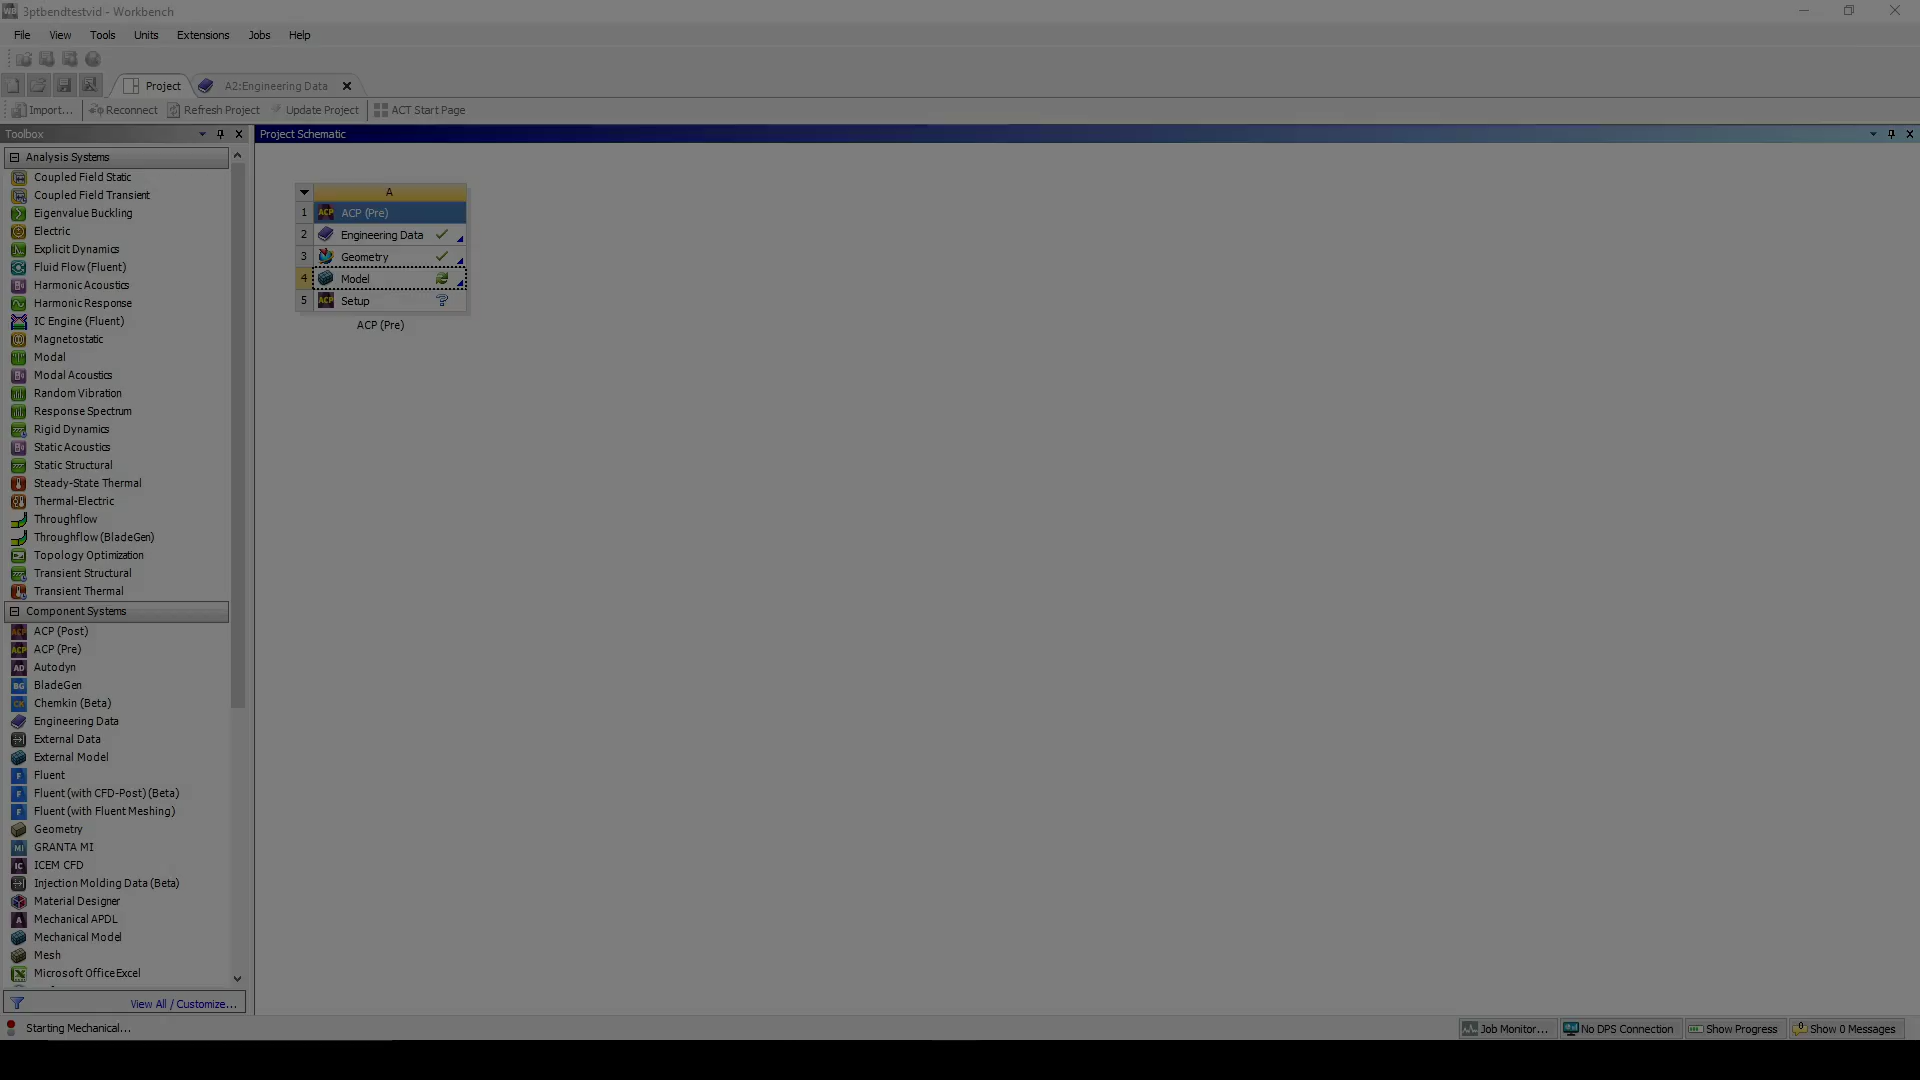 3ptbendtestvid - Workbench
File View Tools Units Extensions Jobs Help
Project A2:Engineering Data
Import... Reconnect Refresh Project Update Project ACT Start Page
Toolbox
Project Schematic
Analysis Systems
Coupled Field Static
Coupled Field Transient
Eigenvalue Buckling
Electric
Explicit Dynamics
Fluid Flow (Fluent)
Harmonic Acoustics
Harmonic Response
IC Engine (Fluent)
Magnetostatic
Modal
Modal Acoustics
Random Vibration
Response Spectrum
Rigid Dynamics
Static Acoustics
Static Structural
Steady-State Thermal
Thermal-Electric
Throughflow
Throughflow (BladeGen)
Topology Optimization
Transient Structural
Transient Thermal
Component Systems
ACP (Post)
ACP (Pre)
AD Autodyn
BG BladeGen
CK Chemkin (Beta)
Engineering Data
External Data
External Model
F Fluent
F Fluent (with CFD-Post) (Beta)
F Fluent (with Fluent Meshing)
Geometry
MI GRANTA MI
IC ICEM CFD
Injection Molding Data (Beta)
Material Designer
A Mechanical APDL
Mechanical Model
Mesh
Microsoft Office Excel
View All / Customize...
A
1 ACP ACP (Pre)
2 Engineering Data
3 Geometry
4 Model
5 ACP Setup
ACP (Pre)
Starting Mechanical...
Job Monitor... No DPS Connection Show Progress Show 0 Messages